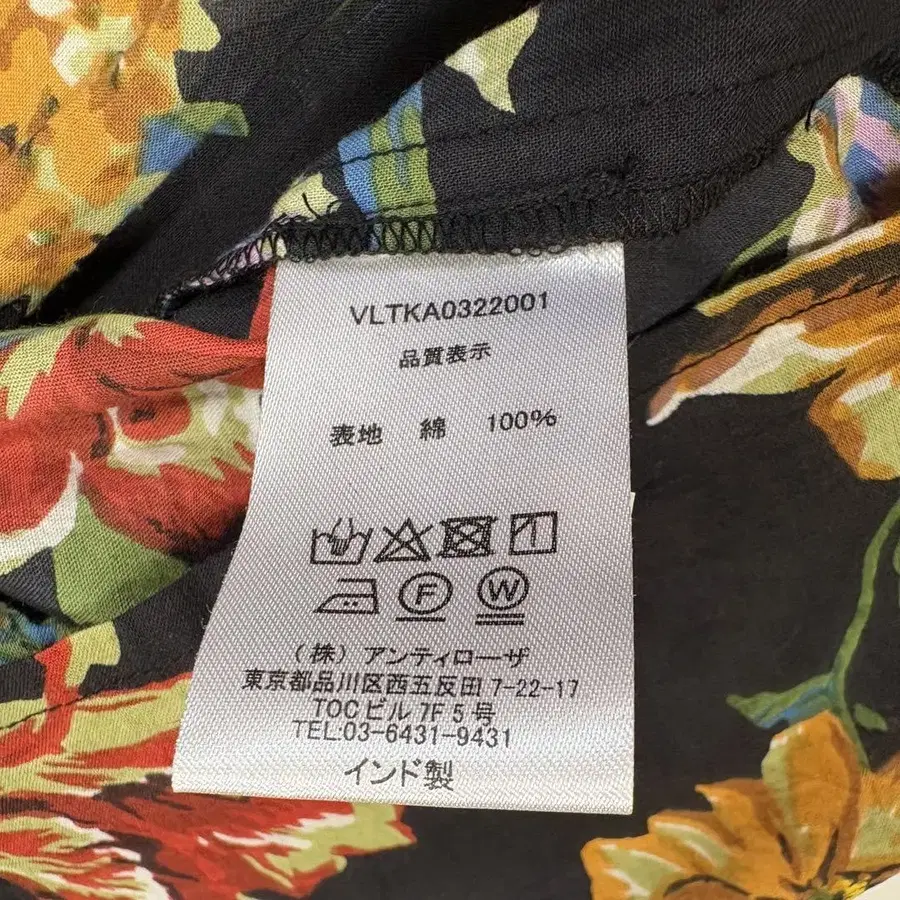 VLTKA0322001
品質表示
表地 綿 100%
F W
(株) アンティローザ
東京都品川区西五反田7-22-17
TOCビル 7F 5号
TEL:03-6431-9431
インド製